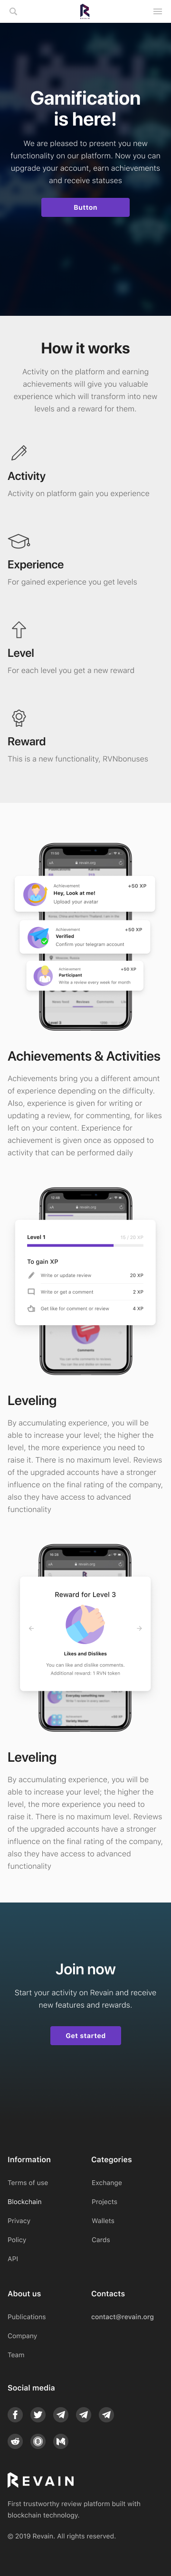 Gamification
is here!
We are pleased to present you new
functionality on our platform. Now you can
upgrade your account, earn achievements
and receive statuses
Button
How it works
Activity on the platform and earning
achievements will give you valuable
experience which will transform into new
levels and a reward for them.
Activity
Activity on platform gain you experience
Experience
For gained experience you get levels
Level
For each level you get a new reward
Reward
This is a new functionality, RVNbonuses
revain.org
Achievement
+50 XP
Hey, Look at me!
Upload your avatar
Achievement
+50 XP
Verified
Confirm your telegram account
Achievement
+50 XP
Participant
Write a review every week for month
Reviews
Achievements & Activities
Achievements bring you a different amount
of experience depending on the difficulty.
Also, experience is given for writing or
updating a review, for commenting, for likes
left on your content. Experience for
achievement is given once as opposed to
activity that can be performed daily
revain.org
Level 1
15 / 20 XP
To gain XP
Write or update review
20 XP
Write or get a comment
2 XP
Get like for comment or review
4 XP
Comments
Leveling
By accumulating experience, you will be
able to increase your level; the higher the
level, the more experience you need to
raise it. There is no maximum level. Reviews
of the upgraded accounts have a stronger
influence on the final rating of the company,
also they have access to advanced
functionality
revain.org
Reward for Level 3
Likes and Dislikes
You can like and dislike comments.
Additional reward: 1 RVN token
Leveling
By accumulating experience, you will be
able to increase your level; the higher the
level, the more experience you need to
raise it. There is no maximum level. Reviews
of the upgraded accounts have a stronger
influence on the final rating of the company,
also they have access to advanced
functionality
Join now
Start your activity on Revain and receive
new features and rewards.
Get started
Information
Categories
Terms of use
Exchange
Blockchain
Projects
Privacy
Wallets
Policy
Cards
API
About us
Contacts
Publications
contact@revain.org
Company
Team
Social media
REVAIN
First trustworthy review platform built with
blockchain technology.
© 2019 Revain. All rights reserved.